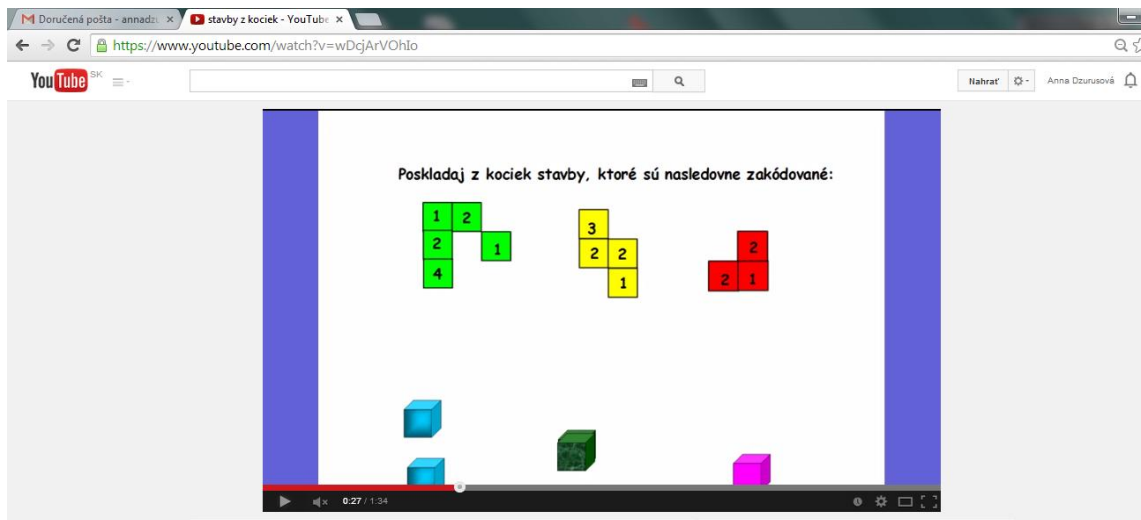 Doručená pošta - annadzu
stavby z kociek - YouTube
https://www.youtube.com/watch?v=wDcjArVOhIo
YouTube SK
Nahrať
Anna Dzurusová
Poskladaj z kociek stavby, ktoré sú nasledovne zakódované:
1 2
2 1
4
3
2 2
1
2
2 1
0:27 / 1:34